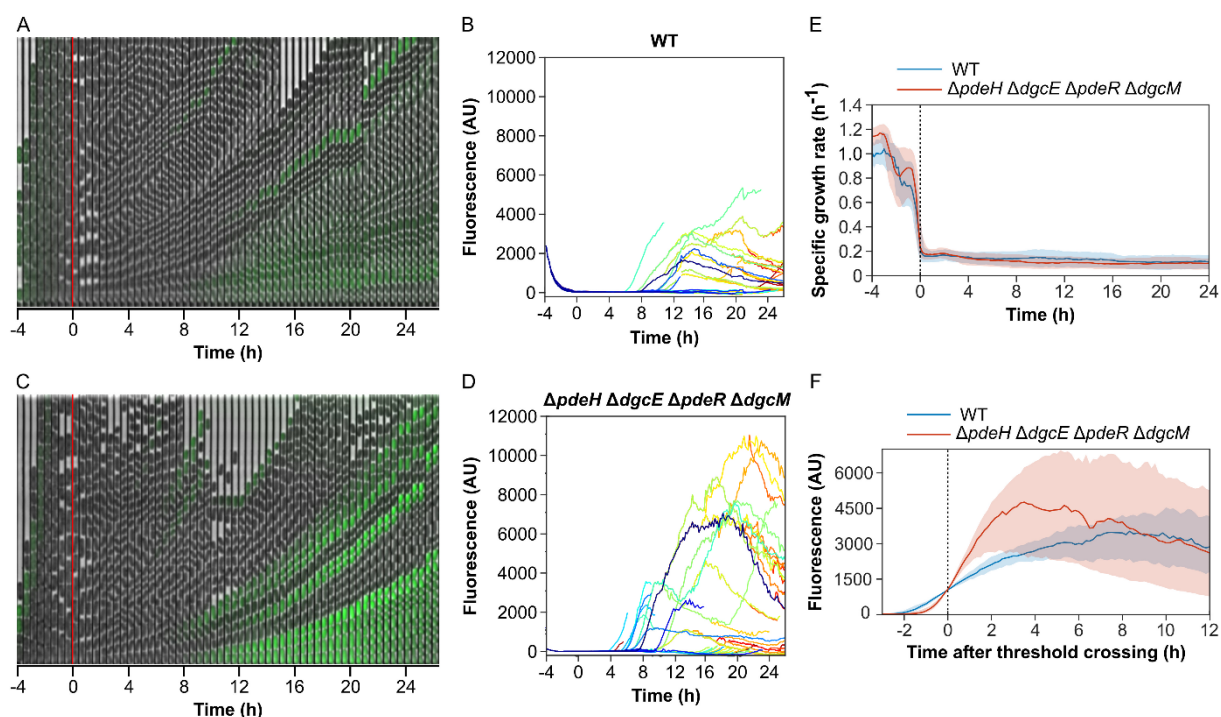 A
-4 0 4 8 12 16 20 24
Time (h)
B
WT
12000
10000
8000
6000
4000
2000
0
Fluorescence (AU)
-4 0 4 8 12 16 20 24
Time (h)
E
WT
ΔpdeH ΔdgcE ΔpdeR ΔdgcM
1.4
1.2
1.0
0.8
0.6
0.4
0.2
0
Specific growth rate (h⁻¹)
-4 0 4 8 12 16 20 24
Time (h)
C
-4 0 4 8 12 16 20 24
Time (h)
D
ΔpdeH ΔdgcE ΔpdeR ΔdgcM
12000
10000
8000
6000
4000
2000
0
Fluorescence (AU)
-4 0 4 8 12 16 20 24
Time (h)
F
WT
ΔpdeH ΔdgcE ΔpdeR ΔdgcM
6000
4500
3000
1500
0
Fluorescence (AU)
-2 0 2 4 6 8 10 12
Time after threshold crossing (h)